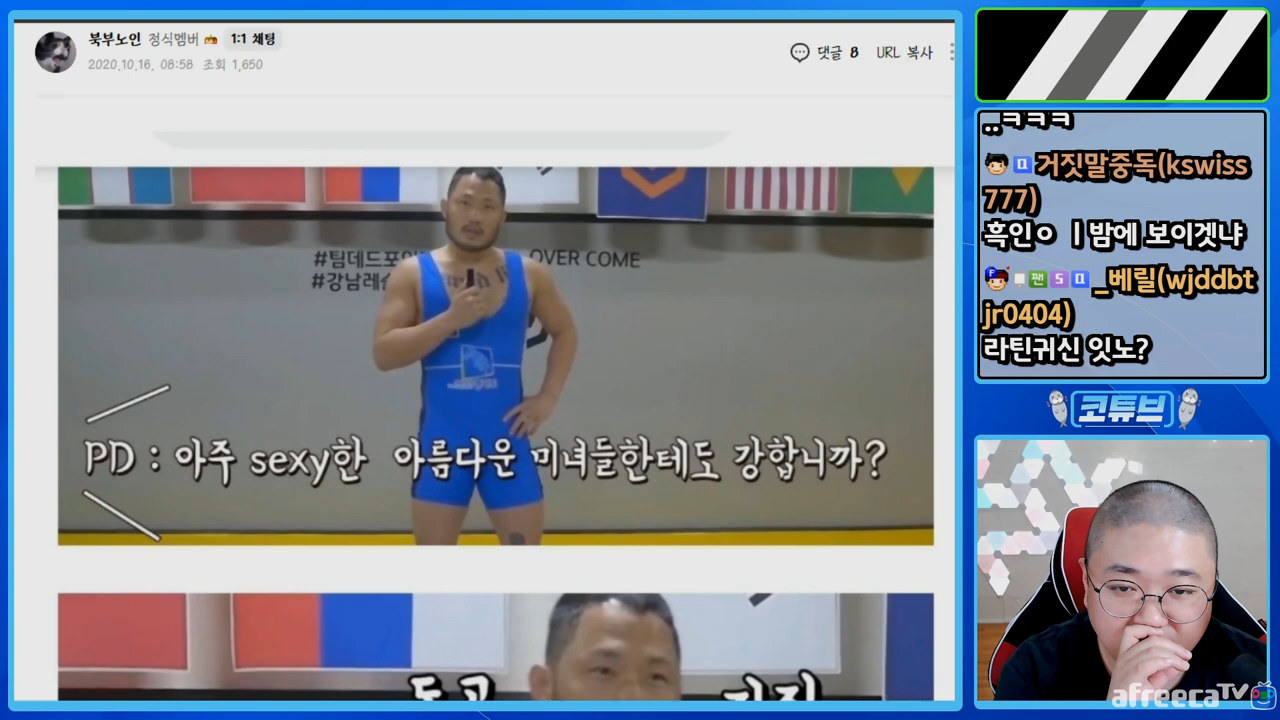 북부노인 정식멤버 1:1 채팅
2020.10.16. 08:58 조회 1,650
댓글 8 URL 복사
#팀데드포인 OVER COME
#강남레슬
PD : 아주 sexy한 아름다운 미녀들한테도 강합니까?
..ㅋㅋㅋ
거짓말중독(kswiss
777)
흑인ㅇ ㅣ밤에 보이겟냐
F 팬 5 _베릴(wjddbt
jr0404)
라틴귀신 잇노?
코튜브
afreecaTV